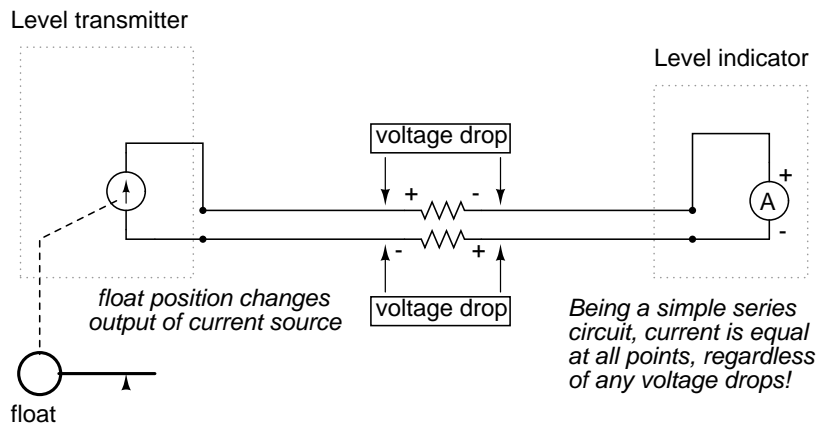 Level transmitter
Level indicator
voltage drop
+ -
+
A
-
- +
voltage drop
float position changes
output of current source
Being a simple series
circuit, current is equal
at all points, regardless
of any voltage drops!
float